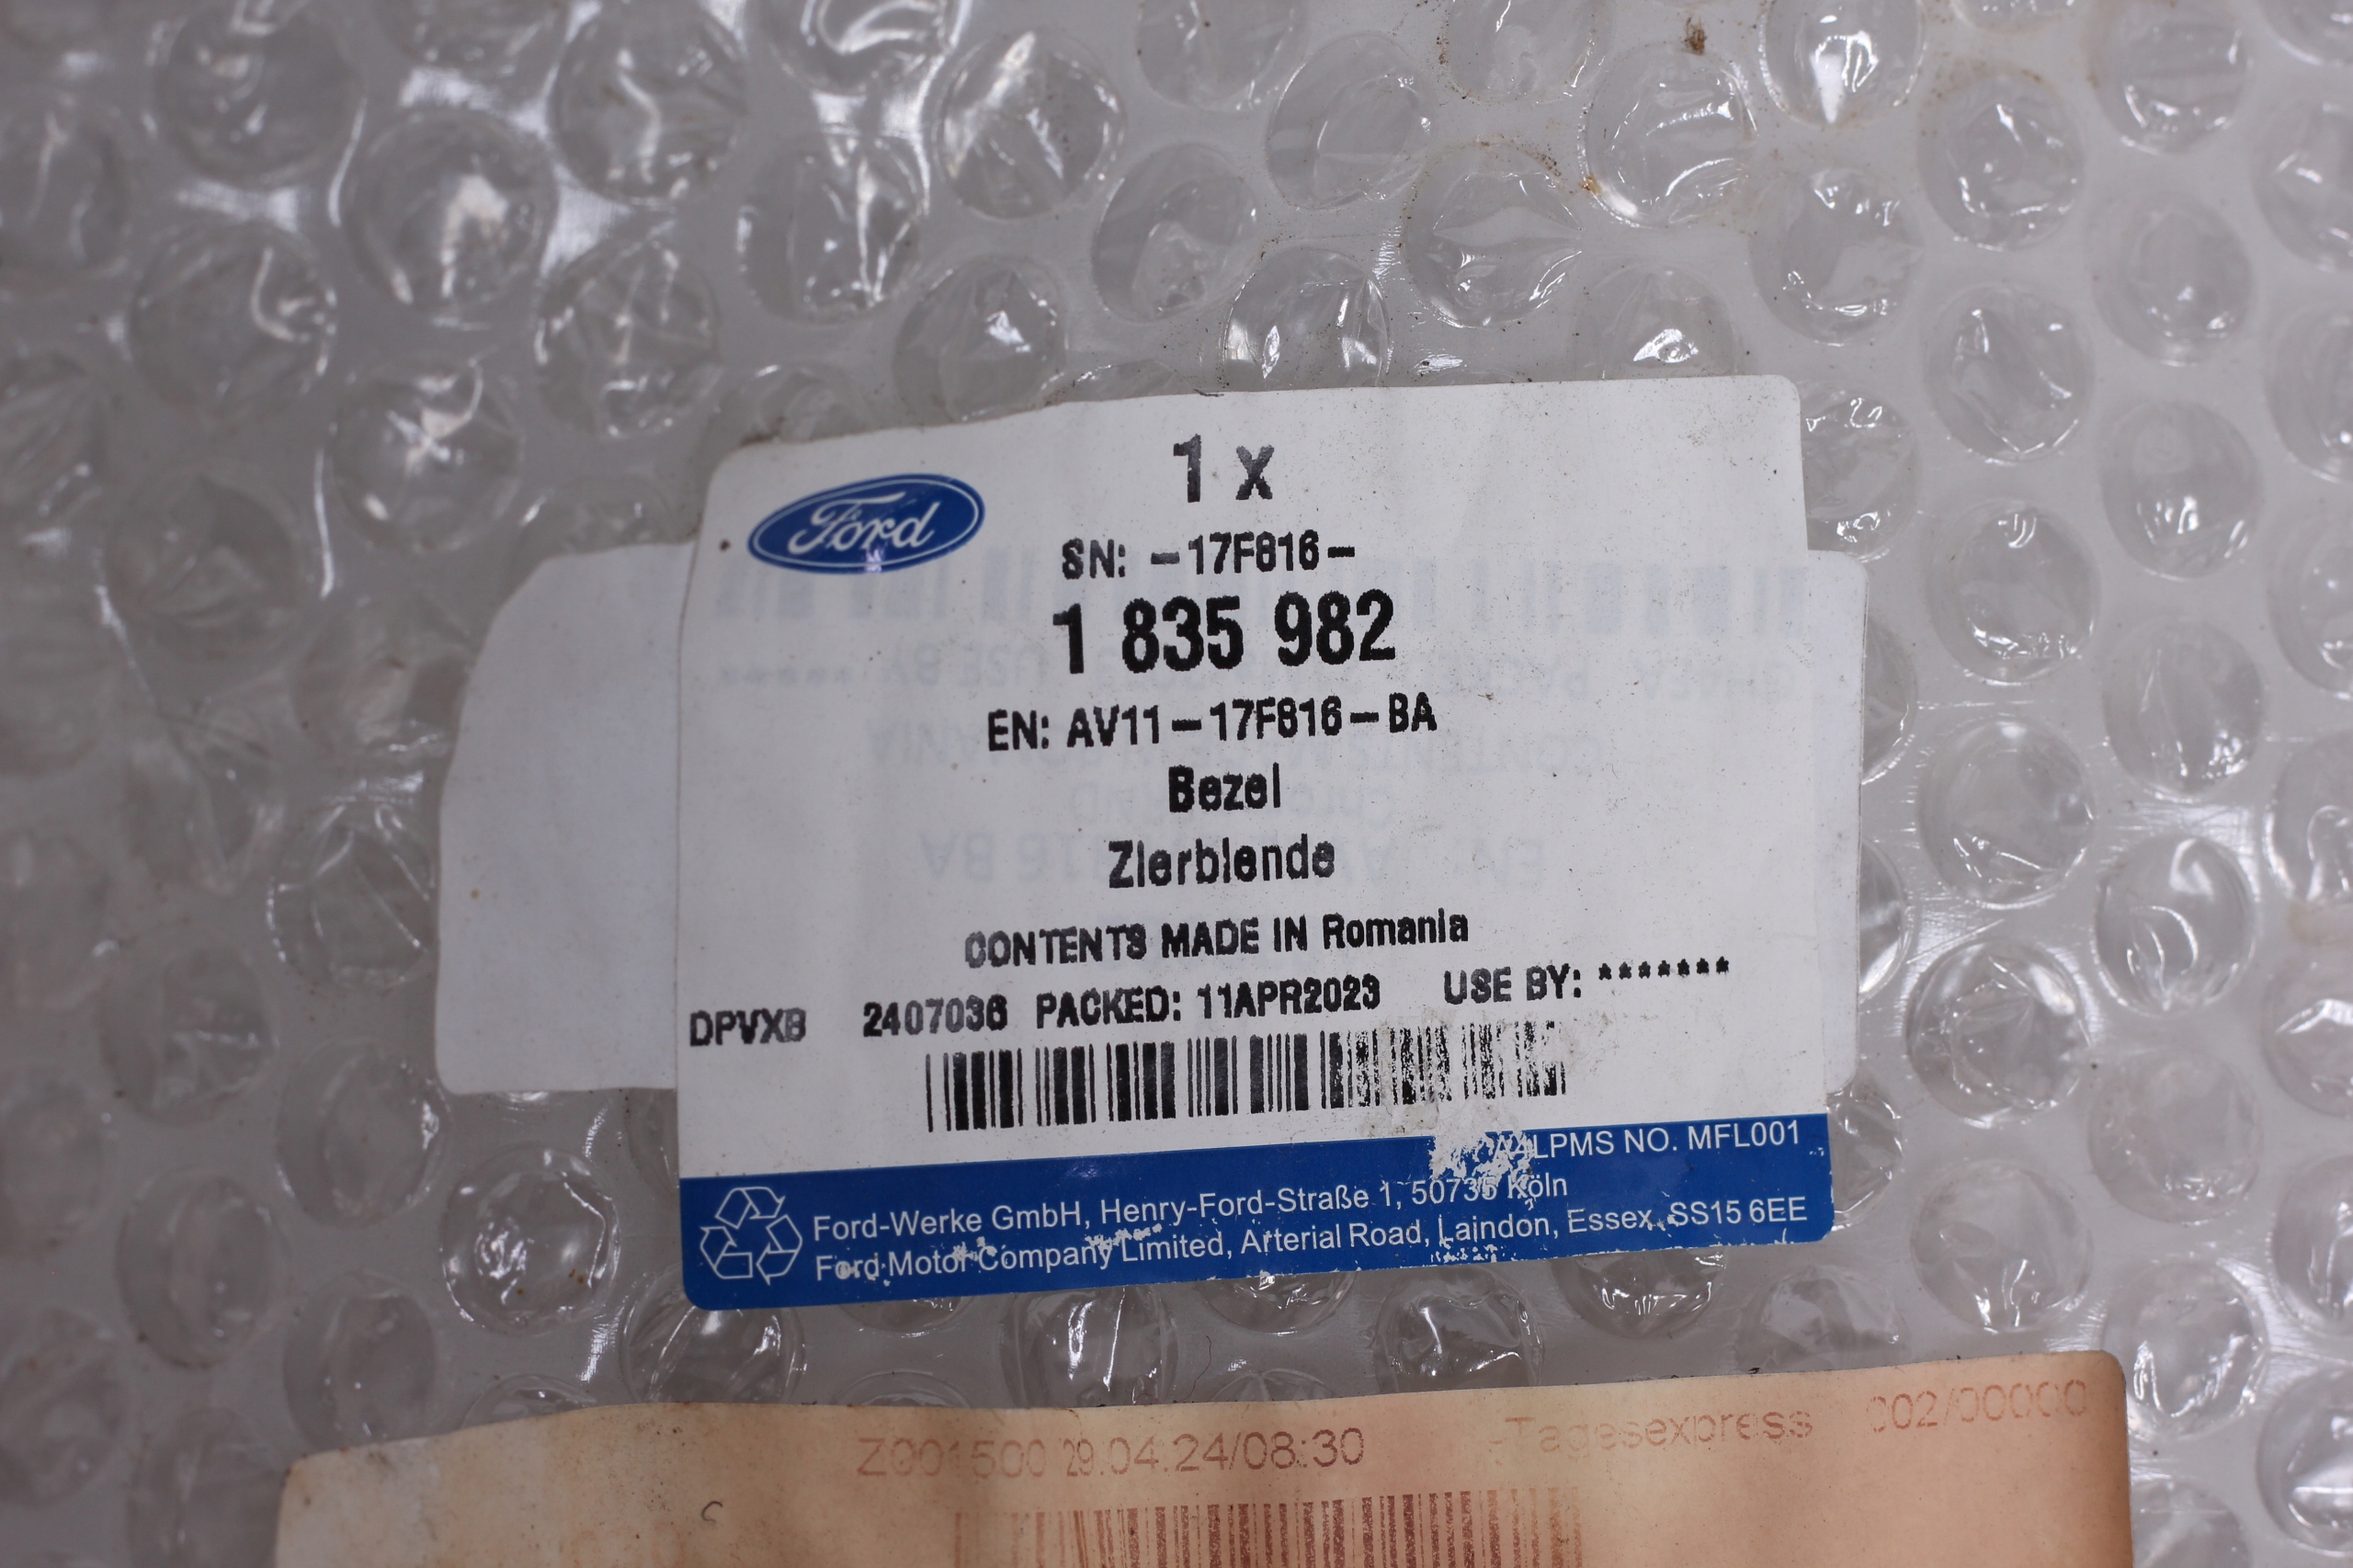 1 x
Ford
SN: -17F816-
1 835 982
EN: AV11-17F816-BA
Bezel
Zierblende
CONTENTS MADE IN Romania
DPVXB 2407036 PACKED: 11APR2023 USE BY: *******
LPMS NO. MFL001
Ford-Werke GmbH, Henry-Ford-Straße 1, 50735 Köln
Ford Motor Company Limited, Arterial Road, Laindon, Essex, SS15 6EE
Z001500 29.04.24/08:30 -Tagesexpress 002/00000